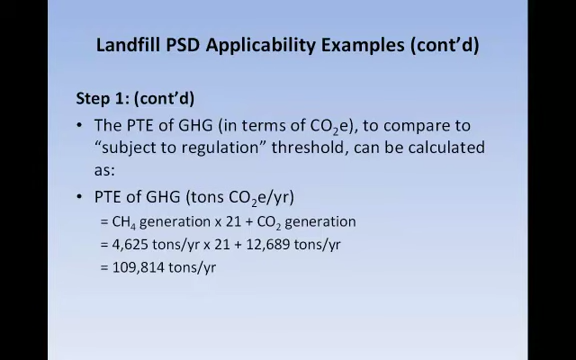 Landfill PSD Applicability Examples (cont’d)
Step 1: (cont’d)
• The PTE of GHG (in terms of CO₂e), to compare to
“subject to regulation” threshold, can be calculated
as:
• PTE of GHG (tons CO₂e/yr)
= CH₄ generation x 21 + CO₂ generation
= 4,625 tons/yr x 21 + 12,689 tons/yr
= 109,814 tons/yr